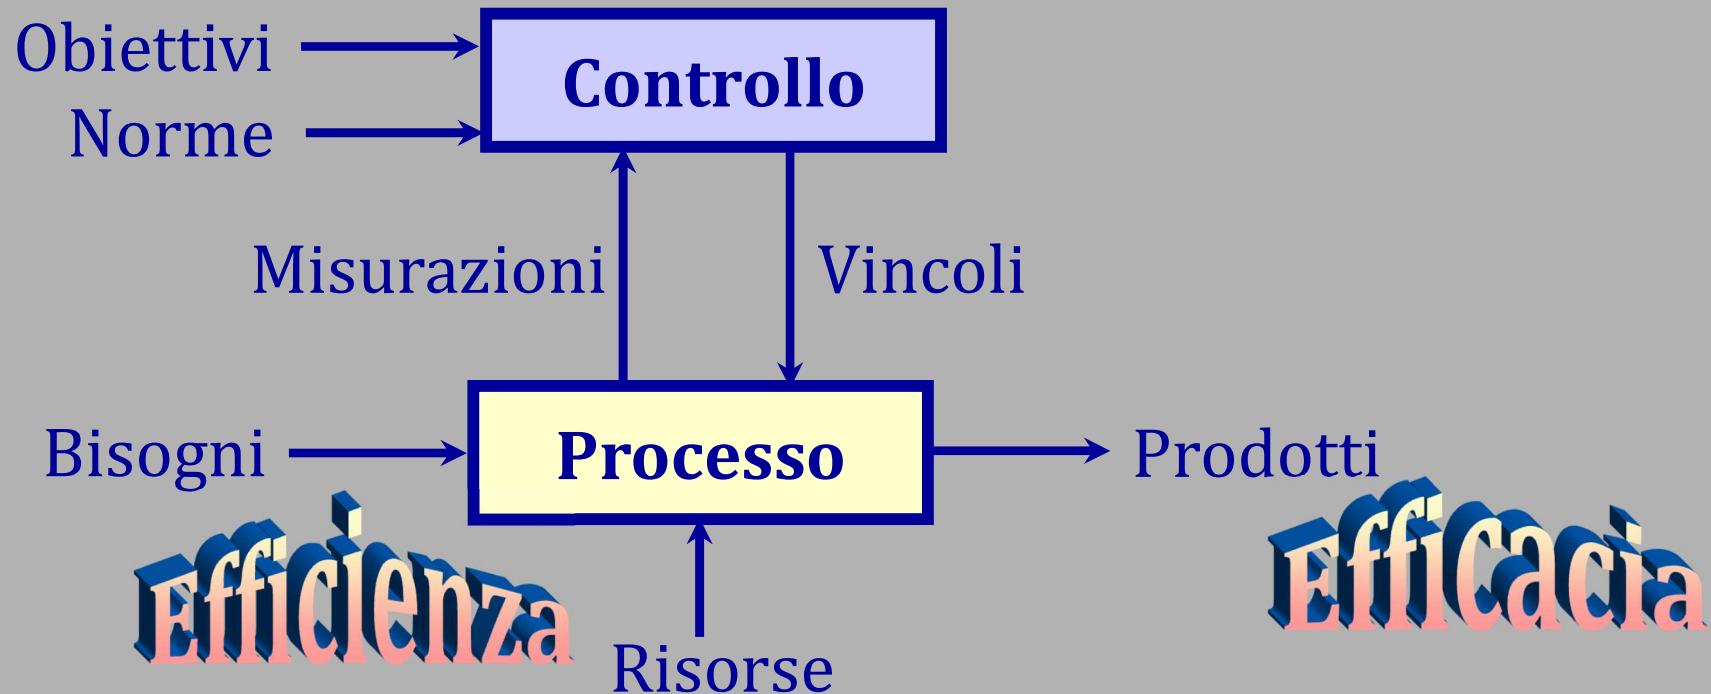 Obiettivi
Controllo
Norme
Misurazioni
Vincoli
Bisogni
Processo
Prodotti
Efficienza
Efficacia
Risorse